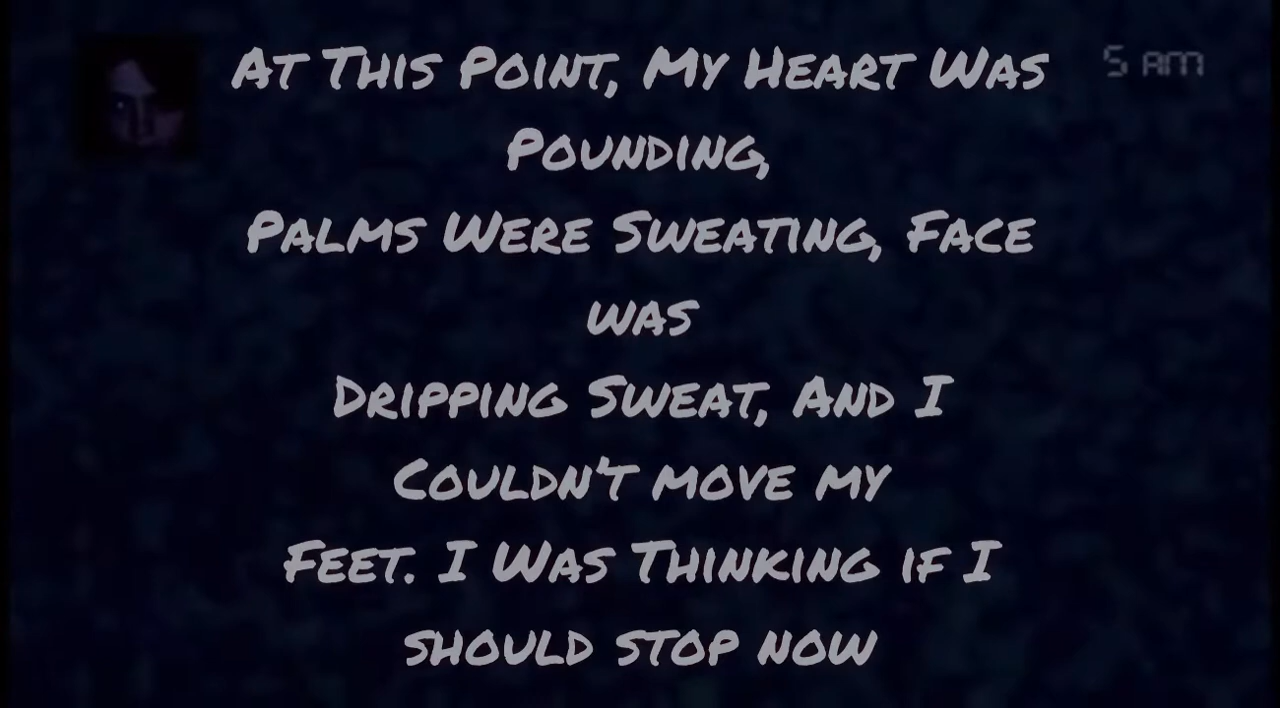 At This Point, My Heart Was
5 AM
Pounding,
Palms Were Sweating, Face
was
Dripping Sweat, And I
Couldn't move my
Feet. I Was Thinking if I
should stop now